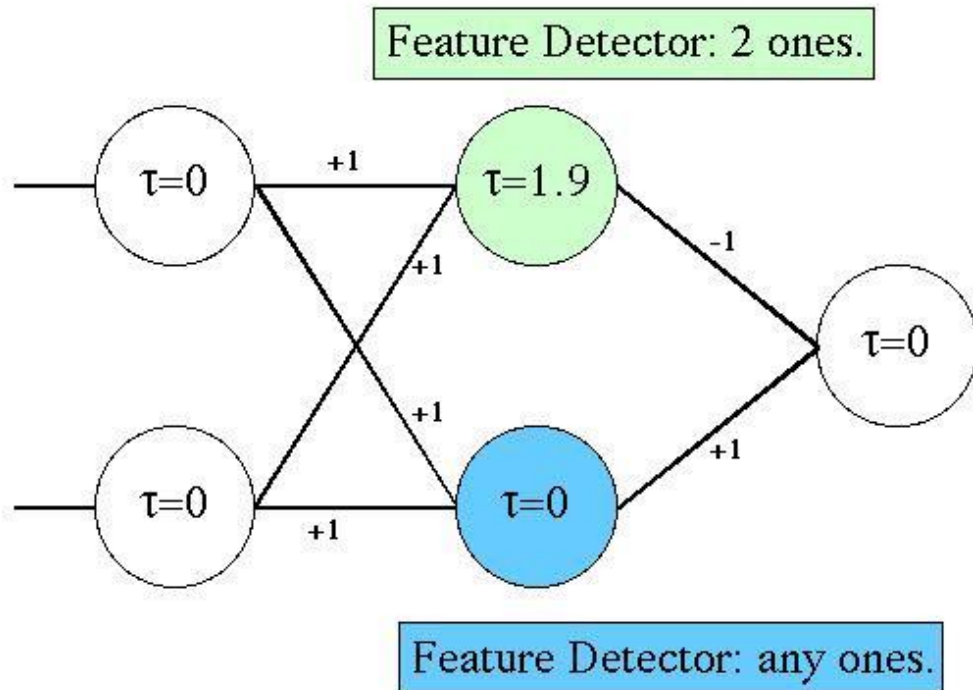 Feature Detector: 2 ones.
τ=0
+1
τ=1.9
+1
-1
τ=0
+1
+1
τ=0
+1
τ=0
Feature Detector: any ones.